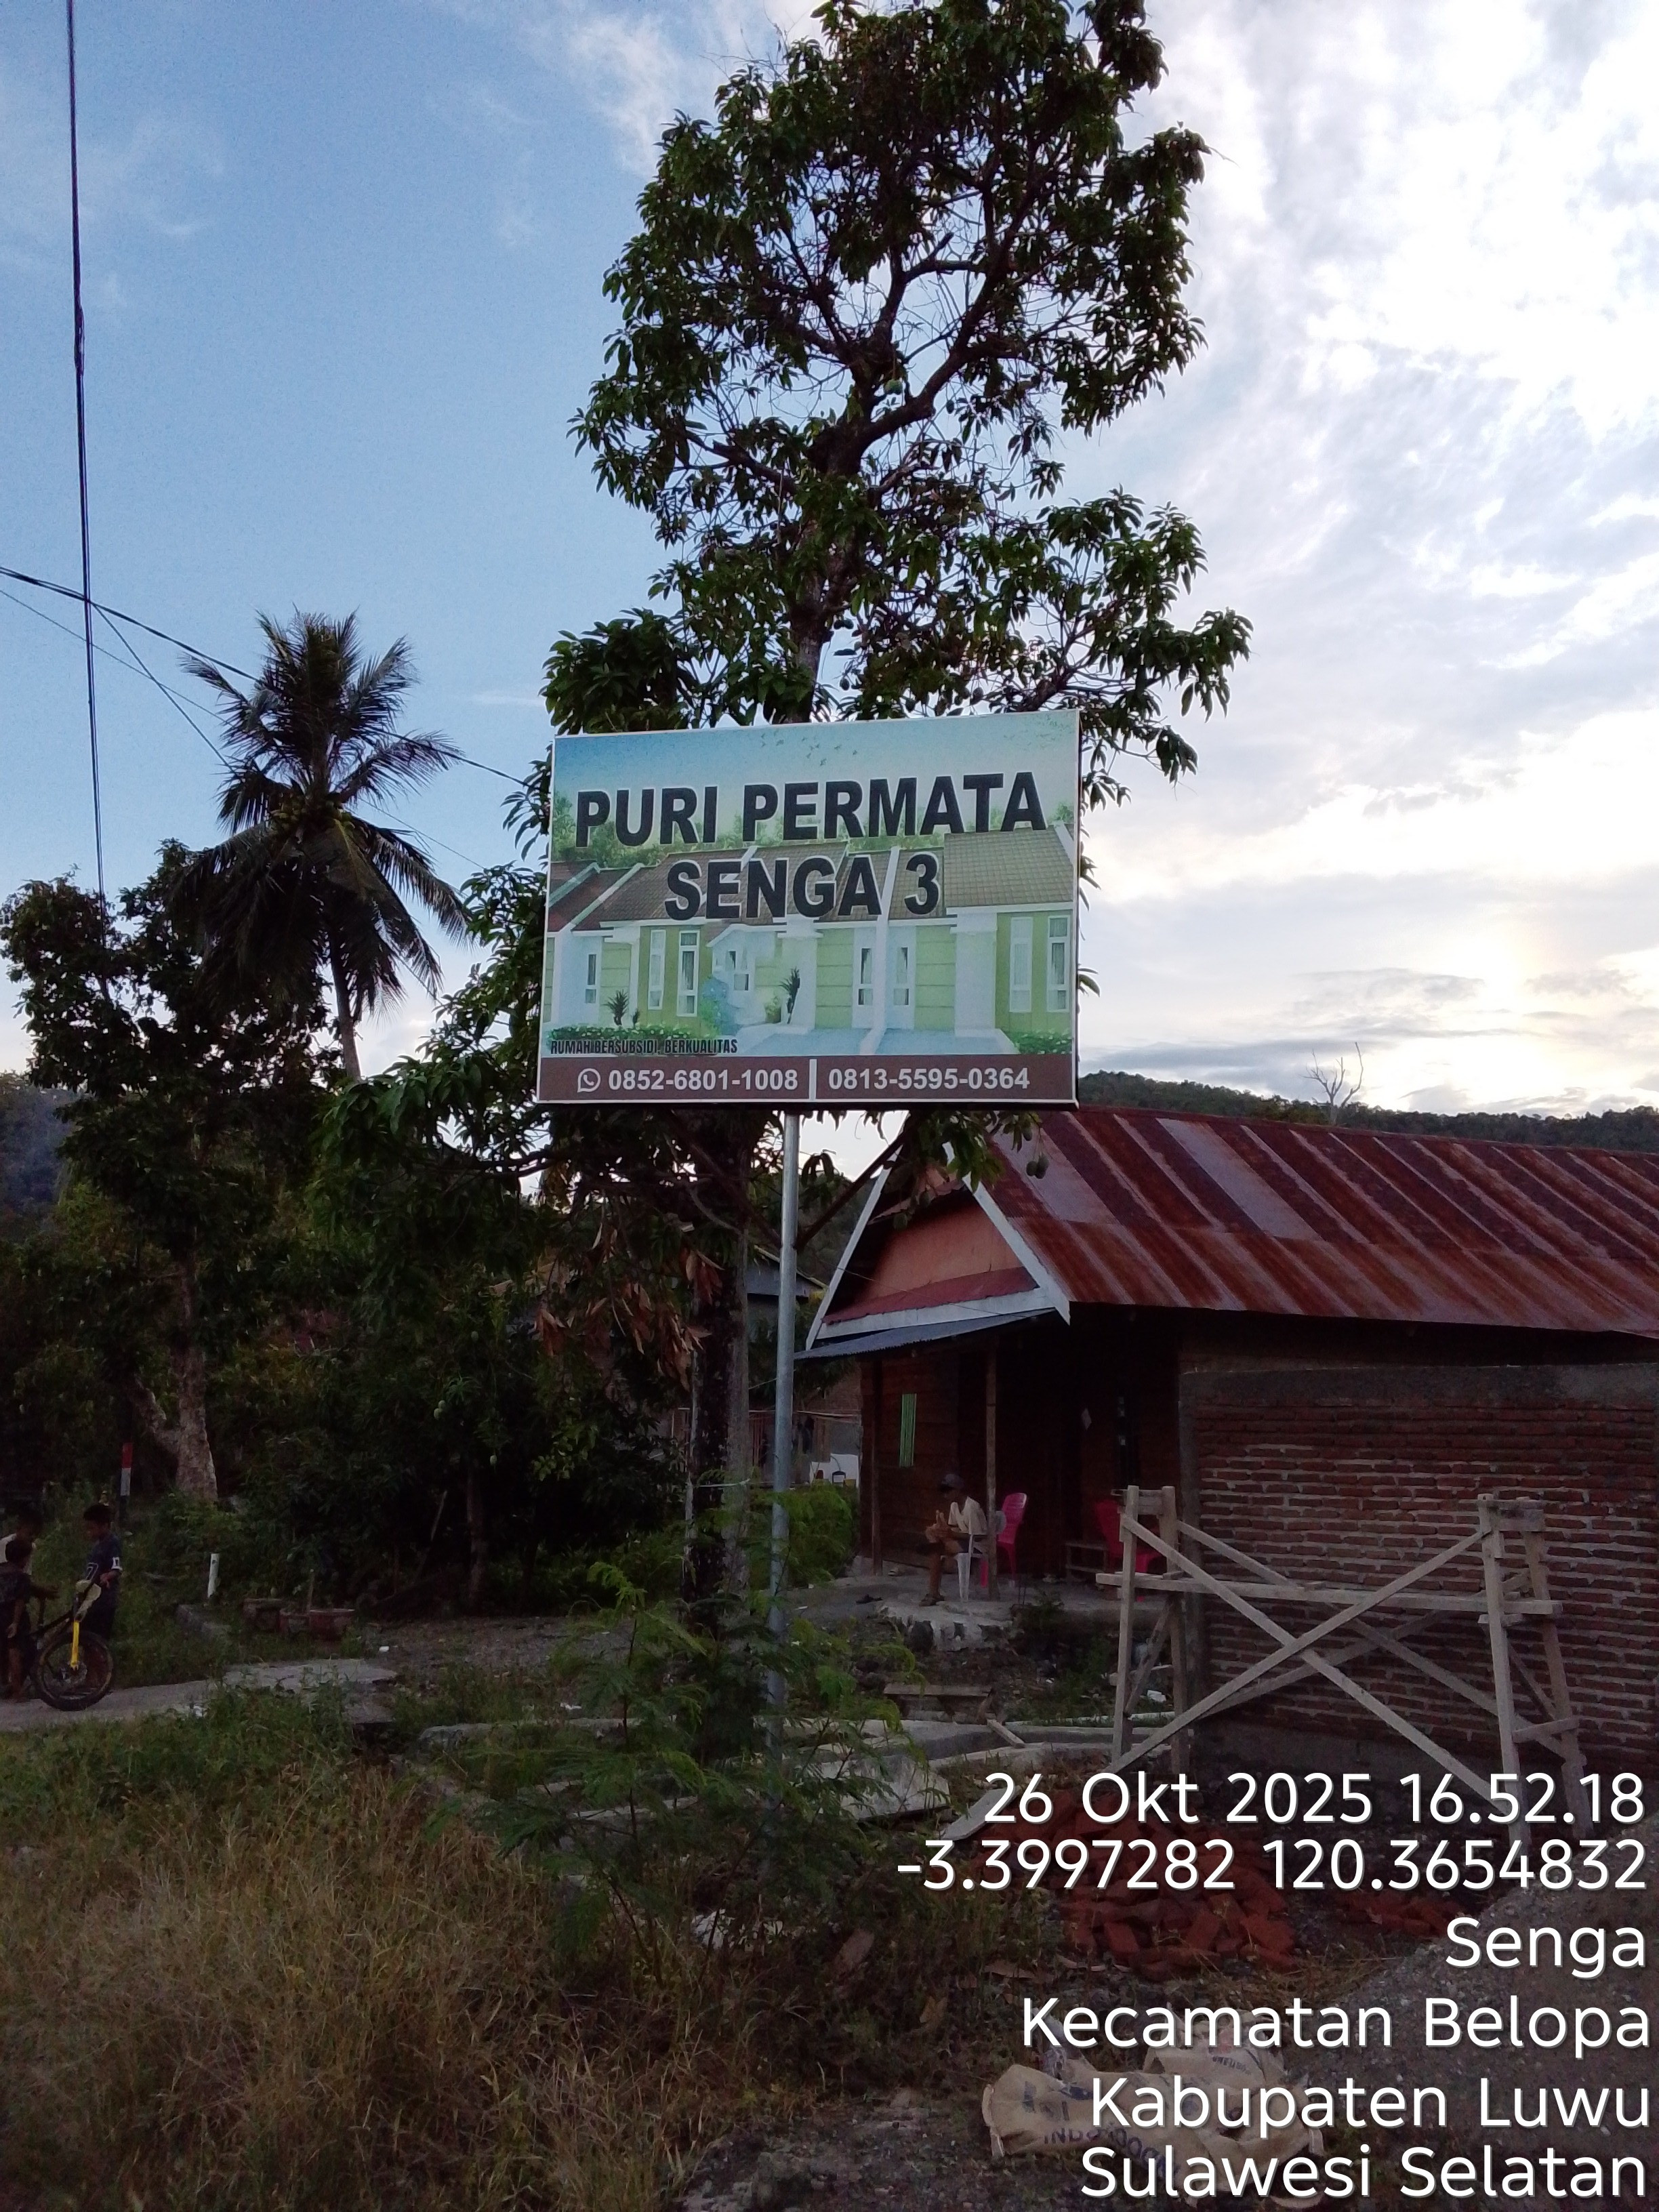 PURI PERMATA
SENGA 3
RUMAH BERSUBSIDI, BERKUALITAS
0852-6801-1008 | 0813-5595-0364
26 Okt 2025 16.52.18
-3.3997282 120.3654832
Senga
Kecamatan Belopa
Kabupaten Luwu
Sulawesi Selatan